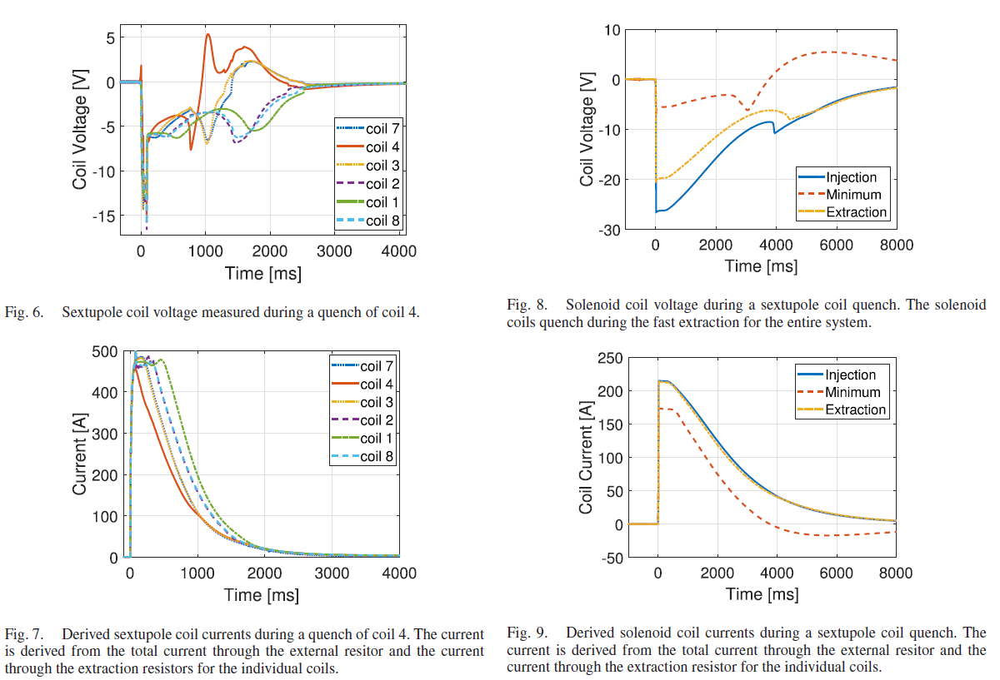 5
0
-5
-10
-15
Coil Voltage [V]
0
1000
2000
3000
4000
Time [ms]
coil 7
coil 4
coil 3
coil 2
coil 1
coil 8
Fig. 6. Sextupole coil voltage measured during a quench of coil 4.
500
400
300
200
100
0
Current [A]
0
1000
2000
3000
4000
Time [ms]
coil 7
coil 4
coil 3
coil 2
coil 1
coil 8
Fig. 7. Derived sextupole coil currents during a quench of coil 4. The current
is derived from the total current through the external resitor and the current
through the extraction resistors for the individual coils.
10
0
-10
-20
-30
Coil Voltage [V]
0
2000
4000
6000
8000
Time [ms]
Injection
Minimum
Extraction
Fig. 8. Solenoid coil voltage during a sextupole coil quench. The solenoid
coils quench during the fast extraction for the entire system.
250
200
150
100
50
0
-50
Coil Current [A]
0
2000
4000
6000
8000
Time [ms]
Injection
Minimum
Extraction
Fig. 9. Derived solenoid coil currents during a sextupole coil quench. The
current is derived from the total current through the external resitor and the
current through the extraction resistor for the individual coils.